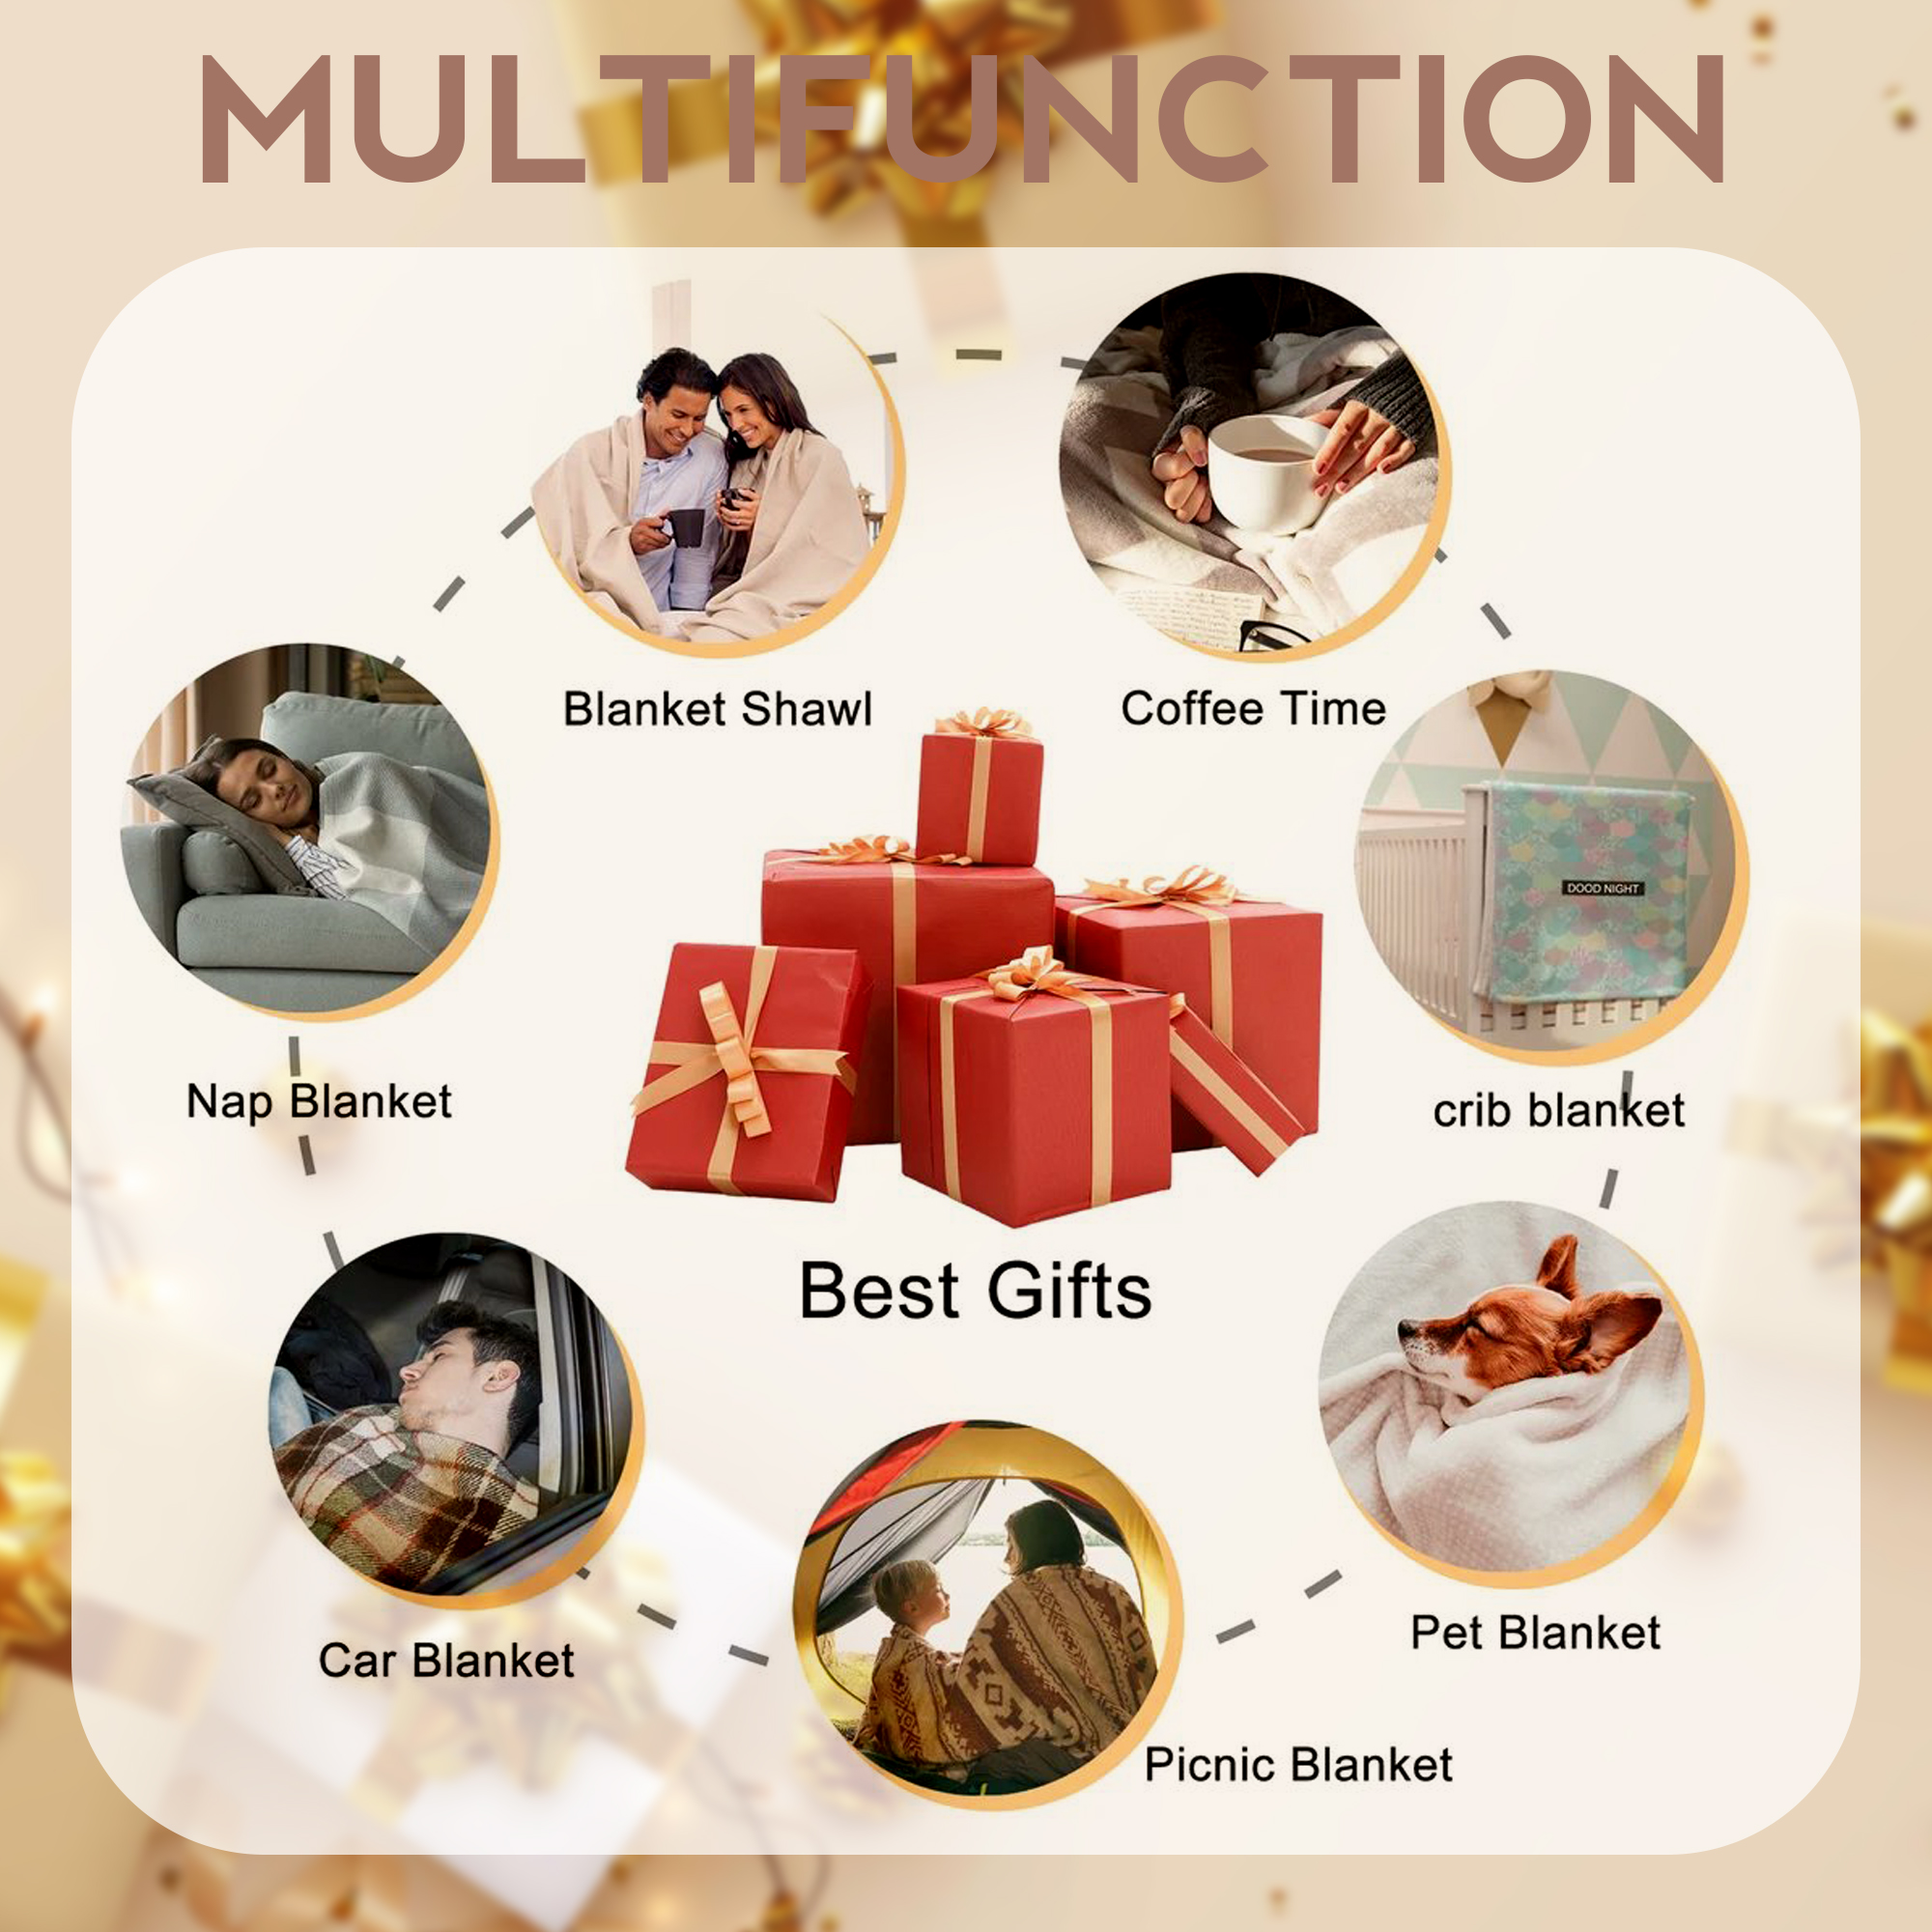 MULTIFUNCTION
Blanket Shawl
Coffee Time
DOOD NIGHT
Nap Blanket
crib blanket
Best Gifts
Car Blanket
Pet Blanket
Picnic Blanket